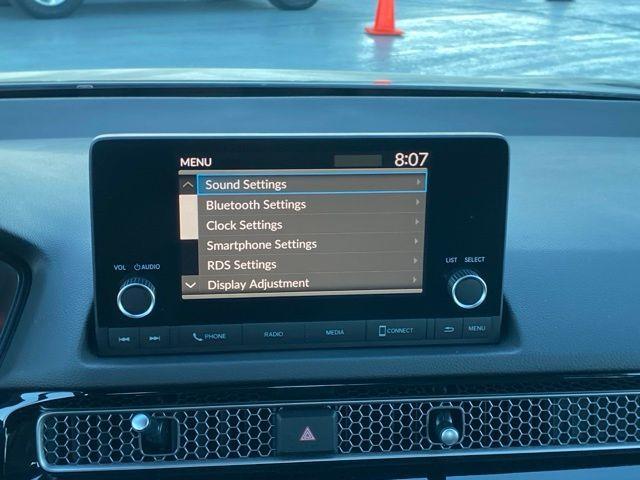 MENU 8:07
Sound Settings
Bluetooth Settings
Clock Settings
Smartphone Settings
RDS Settings
Display Adjustment
VOL AUDIO
LIST SELECT
PHONE RADIO MEDIA CONNECT MENU